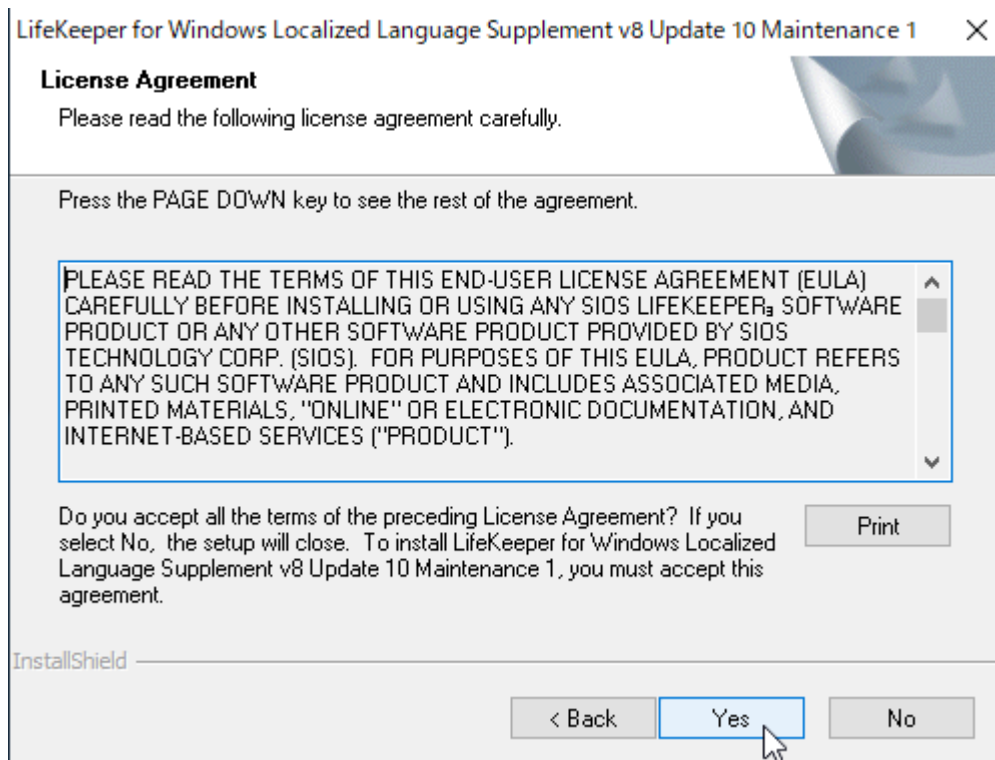 LifeKeeper for Windows Localized Language Supplement v8 Update 10 Maintenance 1
License Agreement
Please read the following license agreement carefully.
Press the PAGE DOWN key to see the rest of the agreement.
PLEASE READ THE TERMS OF THIS END-USER LICENSE AGREEMENT (EULA)
CAREFULLY BEFORE INSTALLING OR USING ANY SIOS LIFEKEEPER₃ SOFTWARE
PRODUCT OR ANY OTHER SOFTWARE PRODUCT PROVIDED BY SIOS
TECHNOLOGY CORP. (SIOS).  FOR PURPOSES OF THIS EULA, PRODUCT REFERS
TO ANY SUCH SOFTWARE PRODUCT AND INCLUDES ASSOCIATED MEDIA,
PRINTED MATERIALS, "ONLINE" OR ELECTRONIC DOCUMENTATION, AND
INTERNET-BASED SERVICES ("PRODUCT").
Do you accept all the terms of the preceding License Agreement?  If you
select No,  the setup will close.  To install LifeKeeper for Windows Localized
Language Supplement v8 Update 10 Maintenance 1, you must accept this
agreement.
Print
InstallShield
< Back
Yes
No